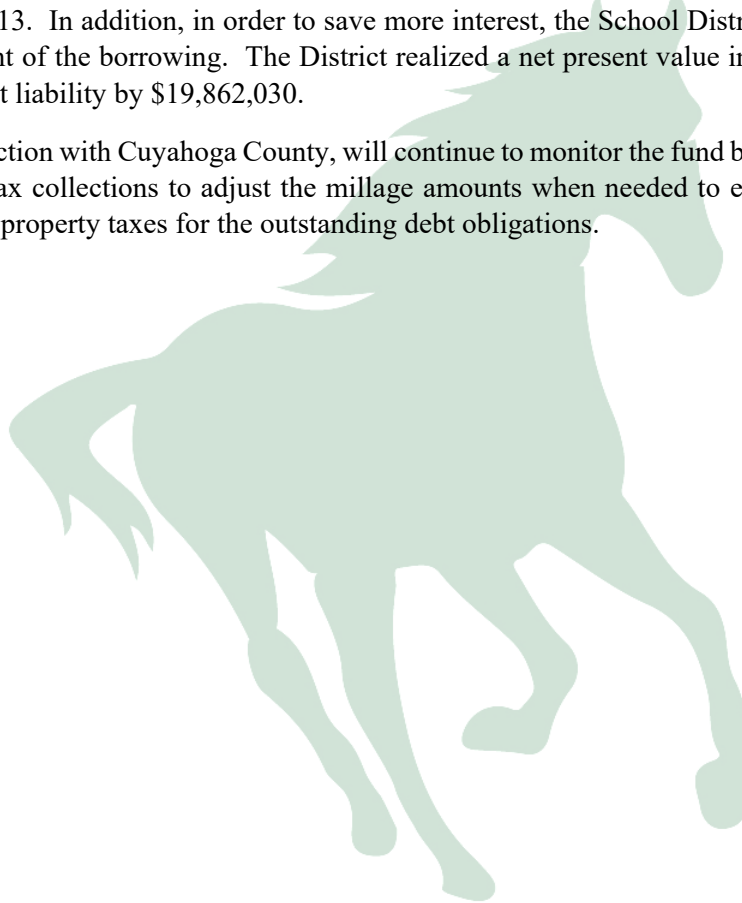 13. In addition, in order to save more interest, the School Distr
nt of the borrowing. The District realized a net present value in
t liability by $19,862,030.
ction with Cuyahoga County, will continue to monitor the fund b
ax collections to adjust the millage amounts when needed to e
property taxes for the outstanding debt obligations.